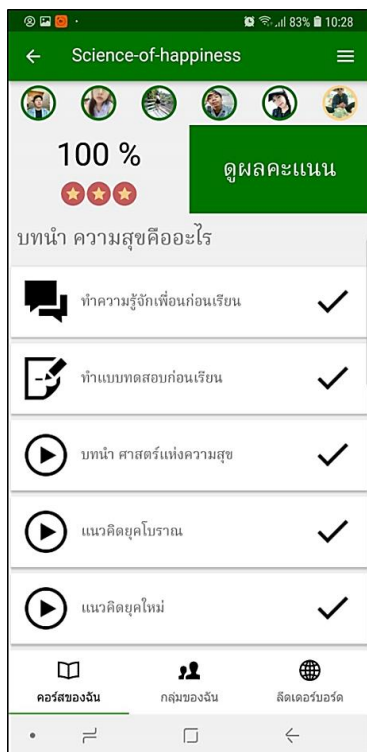 83% 10:28
Science-of-happiness
100 %
ดูผลคะแนน
บทนำ ความสุขคืออะไร
ทำความรู้จักเพื่อนก่อนเรียน
ทำแบบทดสอบก่อนเรียน
บทนำ ศาสตร์แห่งความสุข
แนวคิดยุคโบราณ
แนวคิดยุคใหม่
คอร์สของฉัน
กลุ่มของฉัน
ลีดเดอร์บอร์ด